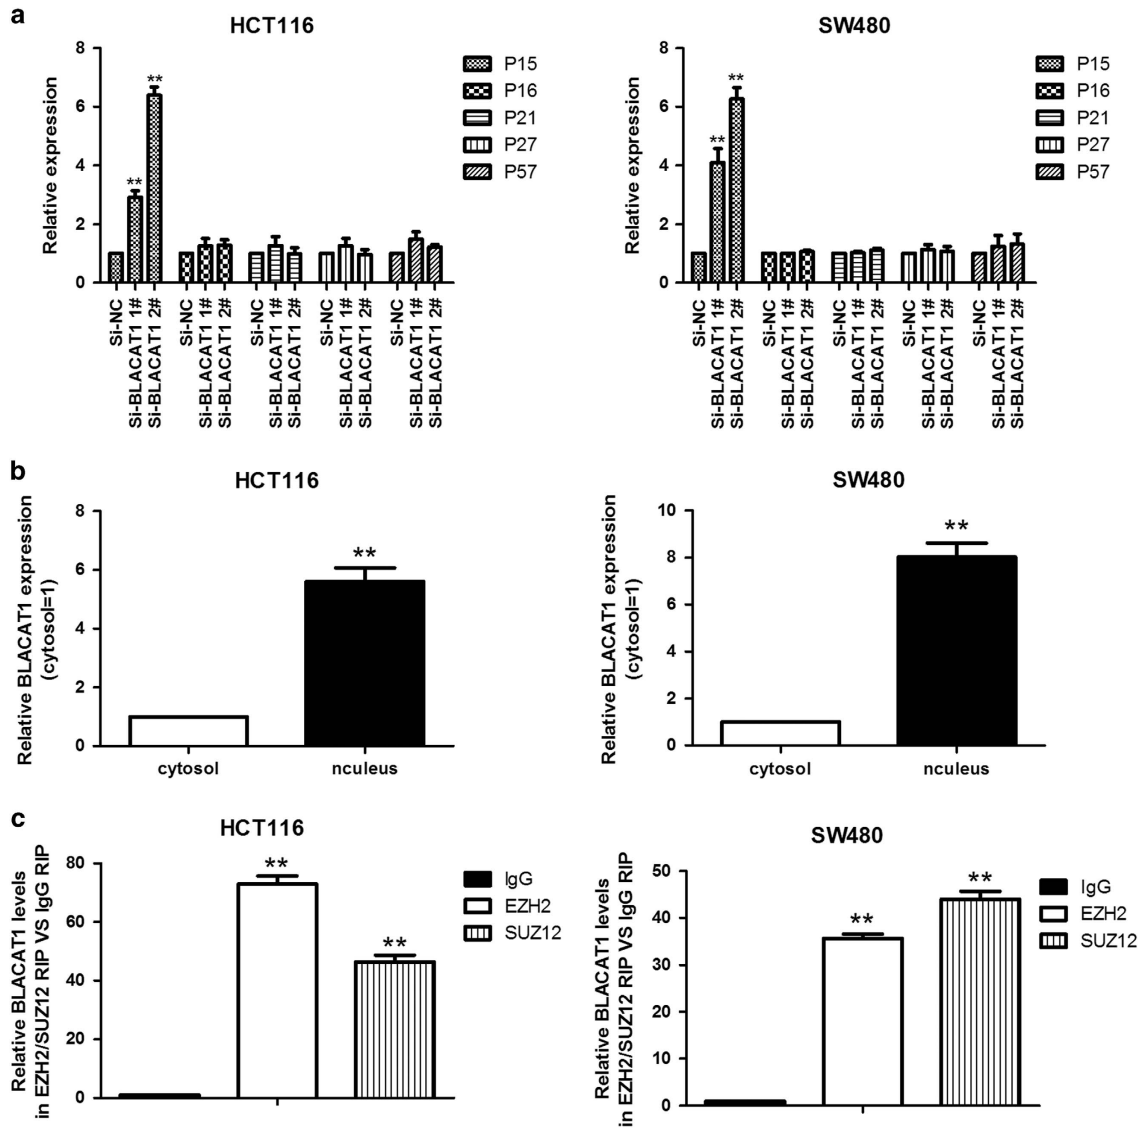 a
HCT116
Relative expression
8
6
4
2
0
**
**
P15
P16
P21
P27
P57
Si-NC
Si-BLACAT1 1#
Si-BLACAT1 2#
Si-NC
Si-BLACAT1 1#
Si-BLACAT1 2#
Si-NC
Si-BLACAT1 1#
Si-BLACAT1 2#
Si-NC
Si-BLACAT1 1#
Si-BLACAT1 2#
Si-NC
Si-BLACAT1 1#
Si-BLACAT1 2#
SW480
Relative expression
8
6
4
2
0
**
**
P15
P16
P21
P27
P57
Si-NC
Si-BLACAT1 1#
Si-BLACAT1 2#
Si-NC
Si-BLACAT1 1#
Si-BLACAT1 2#
Si-NC
Si-BLACAT1 1#
Si-BLACAT1 2#
Si-NC
Si-BLACAT1 1#
Si-BLACAT1 2#
Si-NC
Si-BLACAT1 1#
Si-BLACAT1 2#
b
HCT116
Relative BLACAT1 expression
(cytosol=1)
8
6
4
2
0
**
cytosol
nculeus
SW480
Relative BLACAT1 expression
(cytosol=1)
10
8
6
4
2
0
**
cytosol
nculeus
c
HCT116
Relative BLACAT1 levels
in EZH2/SUZ12 RIP VS IgG RIP
80
60
40
20
0
**
**
IgG
EZH2
SUZ12
SW480
Relative BLACAT1 levels
in EZH2/SUZ12 RIP VS IgG RIP
50
40
30
20
10
0
**
**
IgG
EZH2
SUZ12